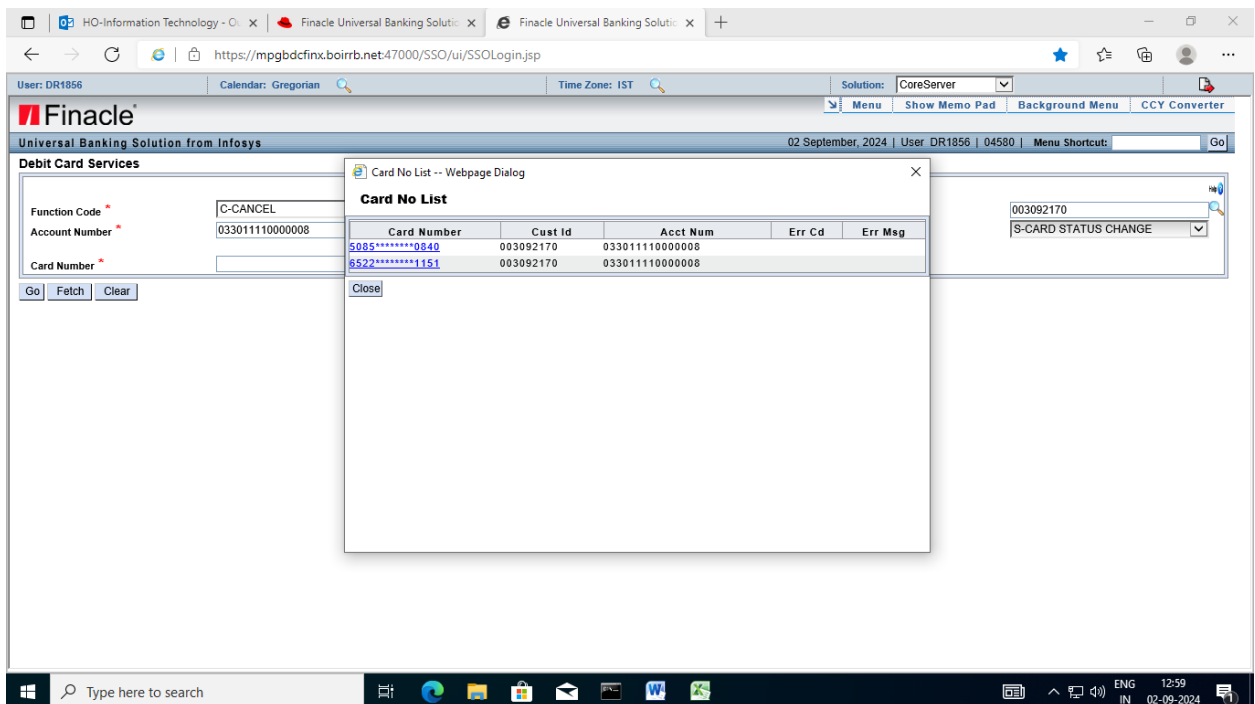 HO-Information Technology - Ou
Finacle Universal Banking Solutio
Finacle Universal Banking Solutio
https://mpgbdcfinx.boirrb.net:47000/SSO/ui/SSOLogin.jsp
User: DR1856 Calendar: Gregorian Time Zone: IST Solution: CoreServer
Finacle Menu Show Memo Pad Background Menu CCY Converter
Universal Banking Solution from Infosys 02 September, 2024 | User DR1856 | 04580 | Menu Shortcut: Go
Debit Card Services
Help
Function Code * C-CANCEL 003092170
Account Number * 033011110000008 S-CARD STATUS CHANGE
Card Number *
Go Fetch Clear
Card No List -- Webpage Dialog
Card No List
Card Number Cust Id Acct Num Err Cd Err Msg
5085********0840 003092170 033011110000008
6522********1151 003092170 033011110000008
Close
Type here to search
ENG 12:59
IN 02-09-2024